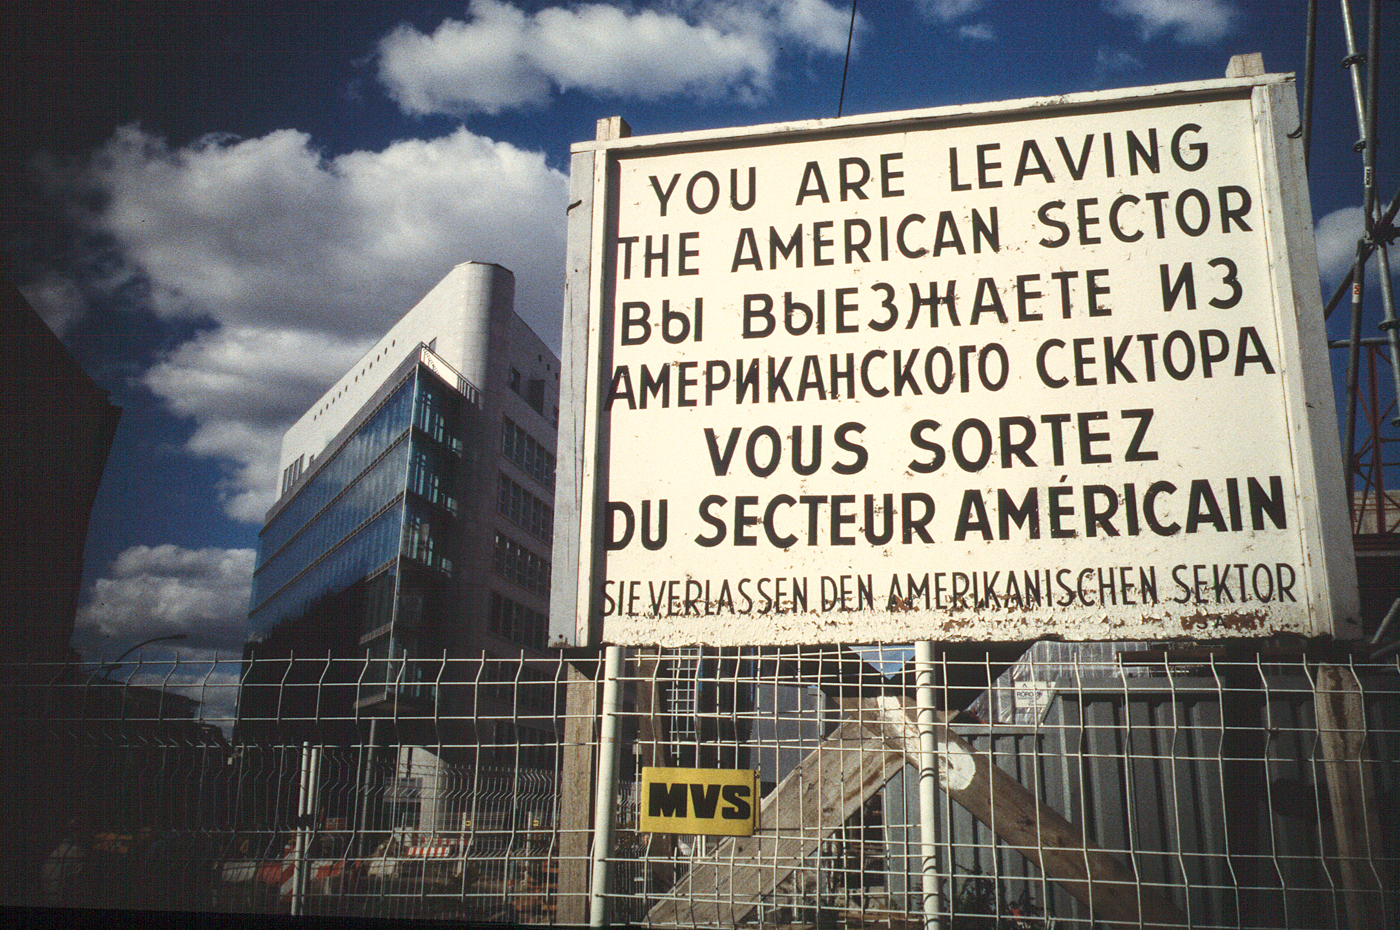 YOU ARE LEAVING
THE AMERICAN SECTOR
ВЫ ВЫЕЗЖАЕТЕ ИЗ
АМЕРИКАНСКОГО СЕКТОРА
VOUS SORTEZ
DU SECTEUR AMÉRICAIN
SIE VERLASSEN DEN AMERIKANISCHEN SEKTOR
MVS